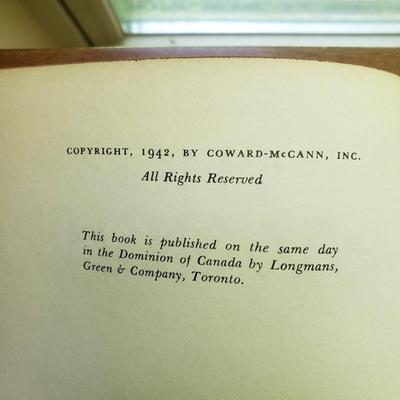 COPYRIGHT, 1942, BY COWARD-McCANN, INC.
All Rights Reserved
This book is published on the same day
in the Dominion of Canada by Longmans,
Green & Company, Toronto.